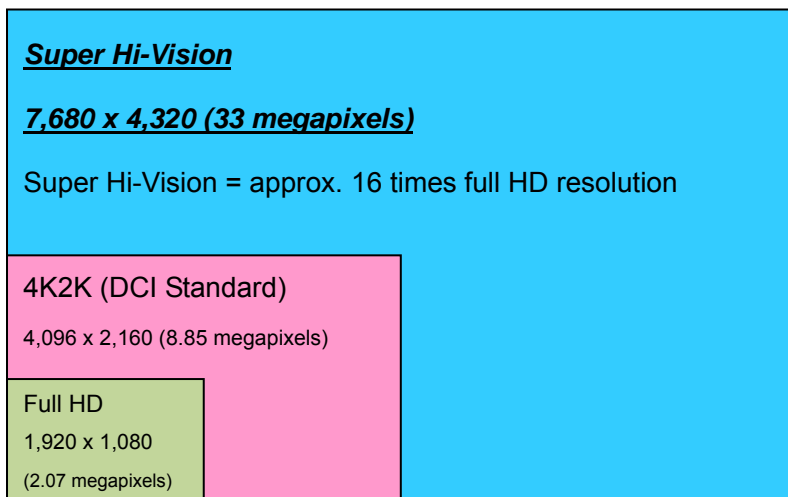 Super Hi-Vision
7,680 x 4,320 (33 megapixels)
Super Hi-Vision = approx. 16 times full HD resolution
4K2K (DCI Standard)
4,096 x 2,160 (8.85 megapixels)
Full HD
1,920 x 1,080
(2.07 megapixels)